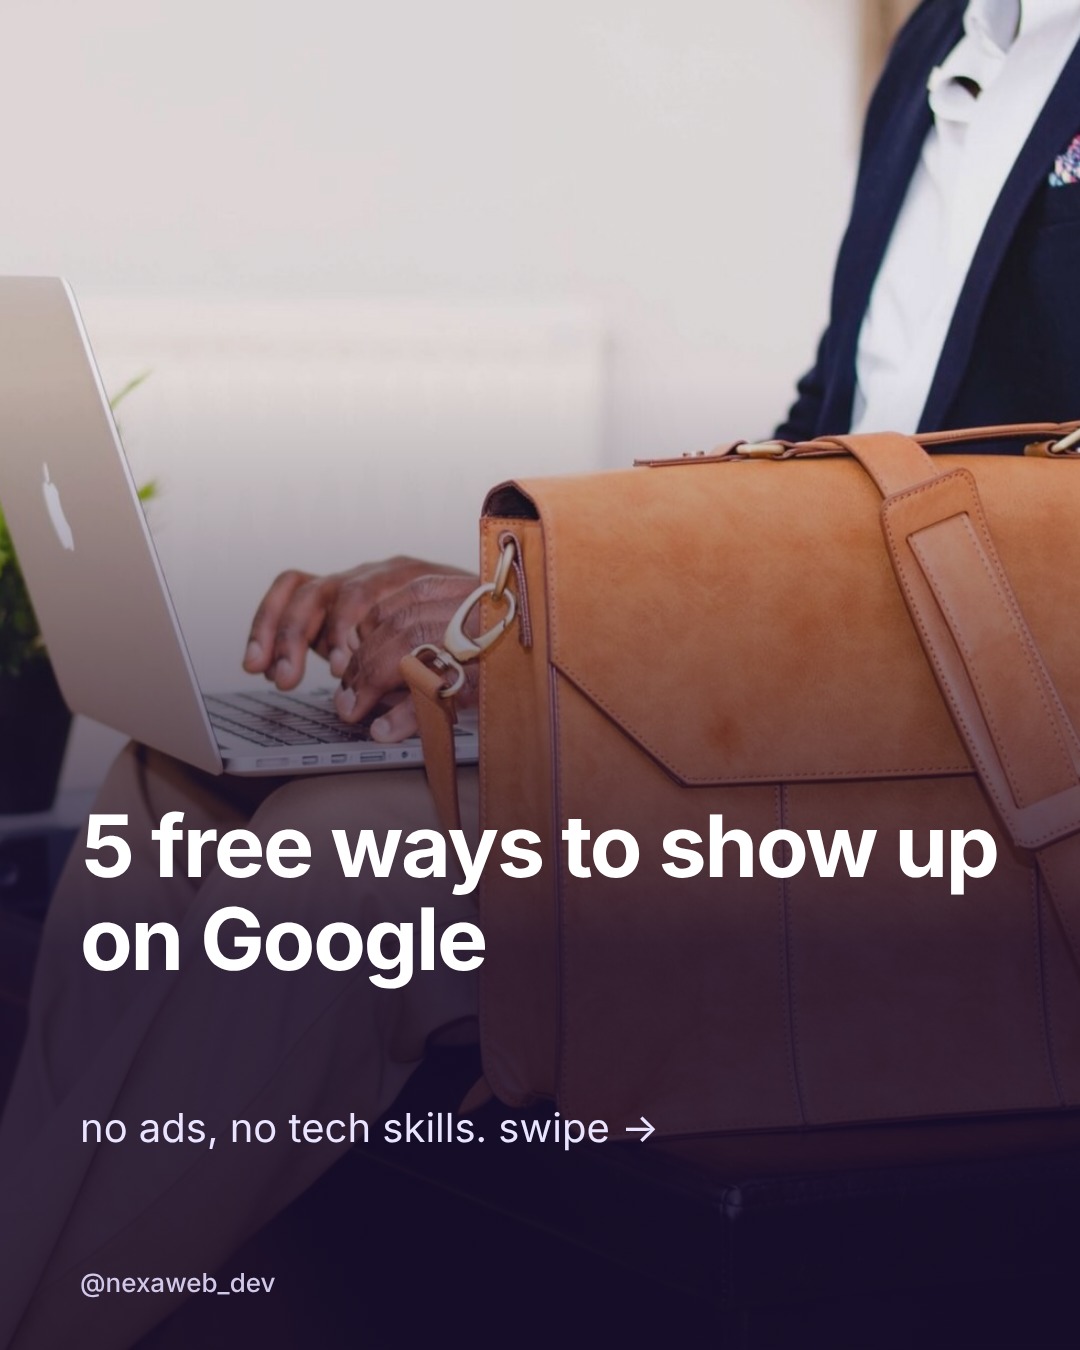 5 free ways to show up
on Google
no ads, no tech skills. swipe →
@nexaweb_dev